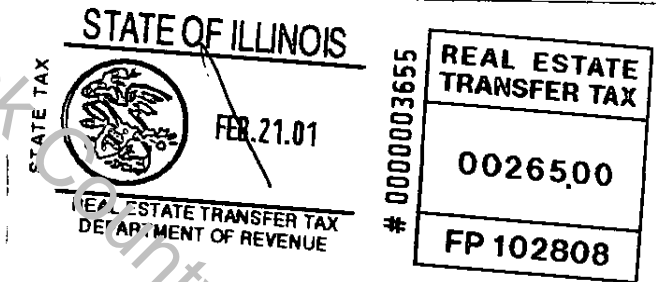 STATE OF ILLINOIS
STATE TAX
FEB.21.01
REAL ESTATE TRANSFER TAX
DEPARTMENT OF REVENUE
# 0000003655
REAL ESTATE
TRANSFER TAX
00265.00
FP 102808
County